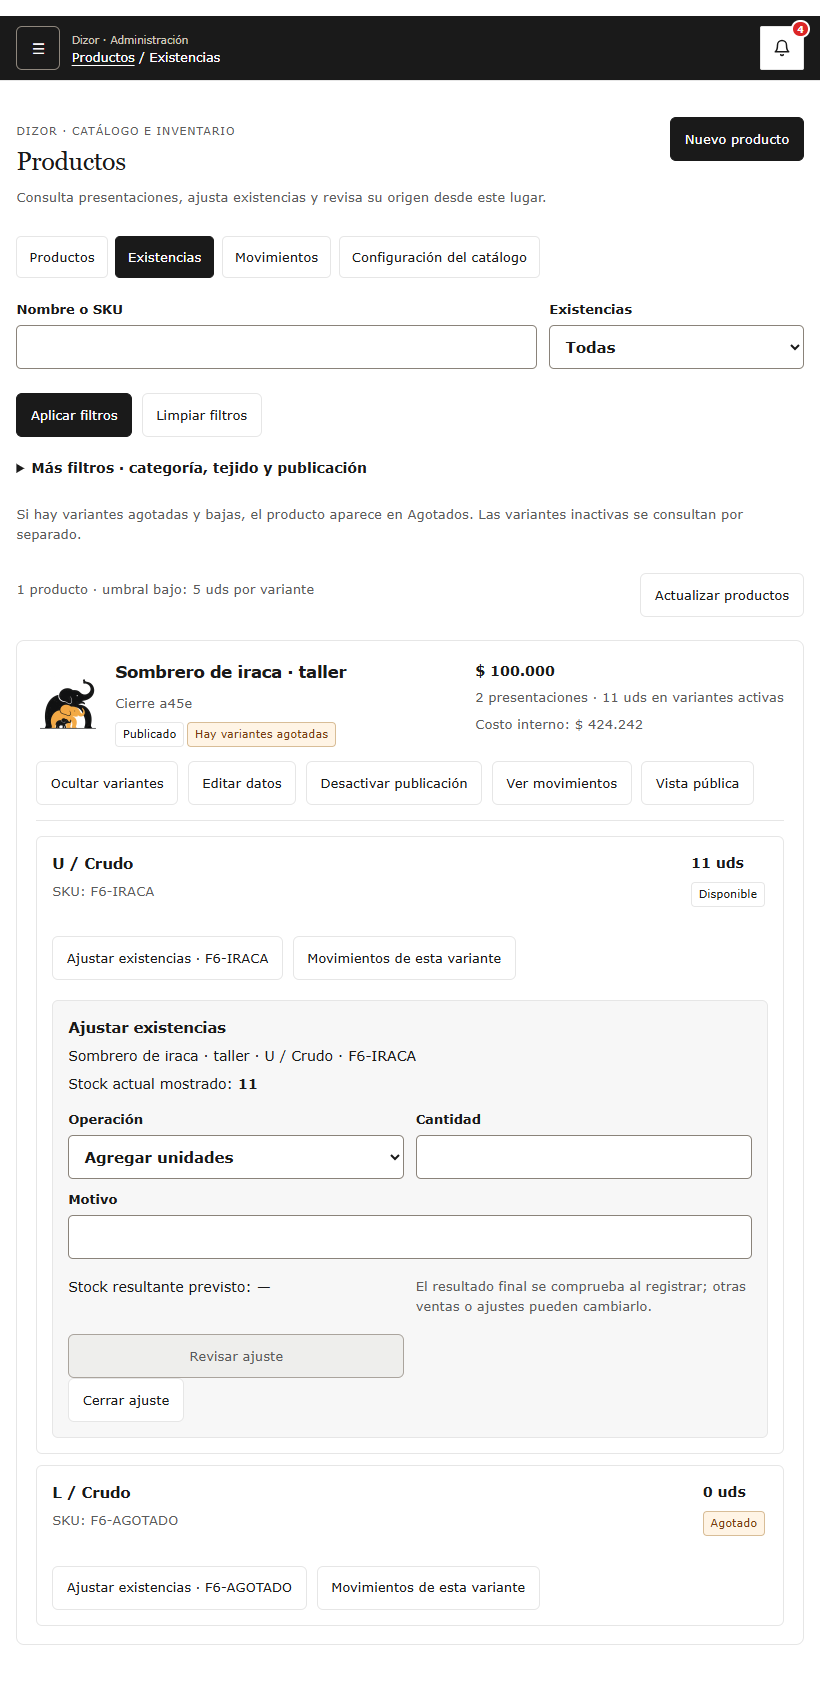 Dizor · Administración
Productos / Existencias
4
DIZOR · CATÁLOGO E INVENTARIO
Productos
Nuevo producto
Consulta presentaciones, ajusta existencias y revisa su origen desde este lugar.
Productos
Existencias
Movimientos
Configuración del catálogo
Nombre o SKU
Existencias
Todas
Aplicar filtros
Limpiar filtros
Más filtros · categoría, tejido y publicación
Si hay variantes agotadas y bajas, el producto aparece en Agotados. Las variantes inactivas se consultan por
separado.
1 producto · umbral bajo: 5 uds por variante
Actualizar productos
Sombrero de iraca · taller
Cierre a45e
Publicado
Hay variantes agotadas
$ 100.000
2 presentaciones · 11 uds en variantes activas
Costo interno: $ 424.242
Ocultar variantes
Editar datos
Desactivar publicación
Ver movimientos
Vista pública
U / Crudo
SKU: F6-IRACA
11 uds
Disponible
Ajustar existencias · F6-IRACA
Movimientos de esta variante
Ajustar existencias
Sombrero de iraca · taller · U / Crudo · F6-IRACA
Stock actual mostrado: 11
Operación
Cantidad
Agregar unidades
Motivo
Stock resultante previsto: —
El resultado final se comprueba al registrar; otras
ventas o ajustes pueden cambiarlo.
Revisar ajuste
Cerrar ajuste
L / Crudo
SKU: F6-AGOTADO
0 uds
Agotado
Ajustar existencias · F6-AGOTADO
Movimientos de esta variante